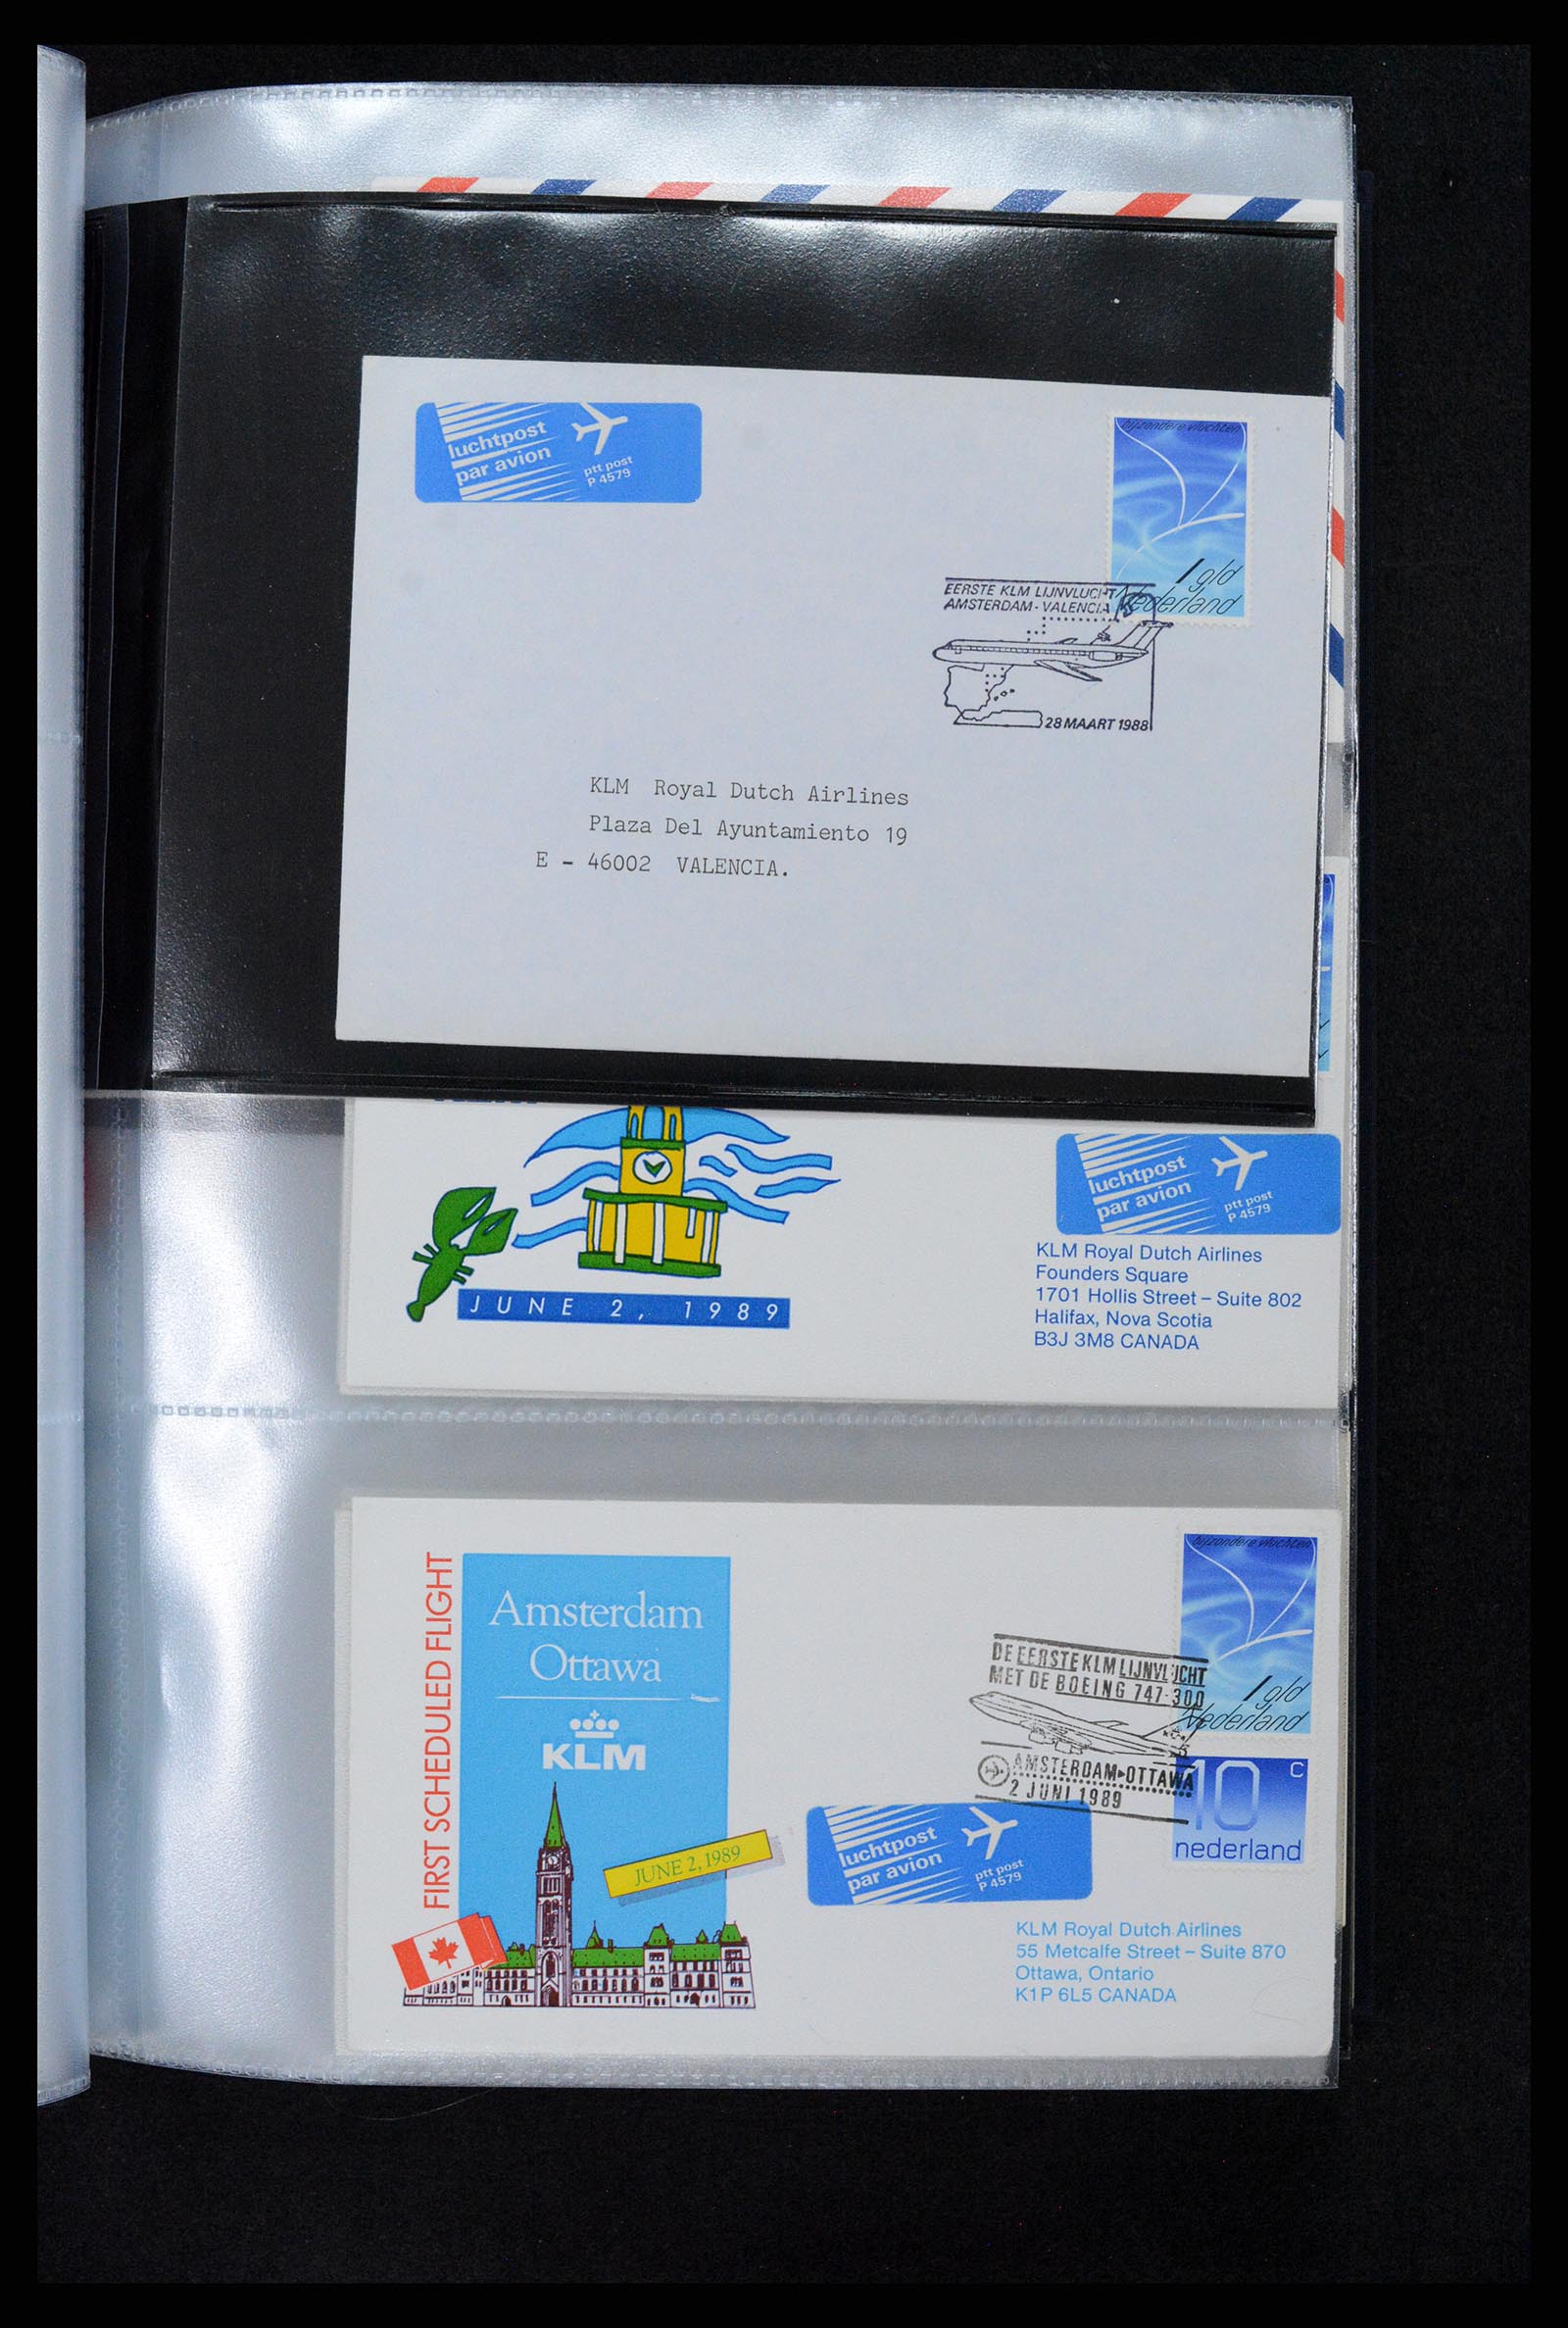 luchtpost
par avion
ptt post
P 4579
bijzondere vluchten
1 gld
Nederland
EERSTE KLM LIJNVLUCHT
AMSTERDAM - VALENCIA
28 MAART 1988
KLM Royal Dutch Airlines
Plaza Del Ayuntamiento 19
E - 46002 VALENCIA.
JUNE 2, 1989
luchtpost
par avion
ptt post
P 4579
KLM Royal Dutch Airlines
Founders Square
1701 Hollis Street – Suite 802
Halifax, Nova Scotia
B3J 3M8 CANADA
FIRST SCHEDULED FLIGHT
Amsterdam
Ottawa
KLM
JUNE 2, 1989
bijzondere vluchten
1 gld
Nederland
DE EERSTE KLM LIJNVLUCHT
MET DE BOEING 747-300
AMSTERDAM▸OTTAWA
2 JUNI 1989
10 C
nederland
luchtpost
par avion
ptt post
P 4579
KLM Royal Dutch Airlines
55 Metcalfe Street – Suite 870
Ottawa, Ontario
K1P 6L5 CANADA